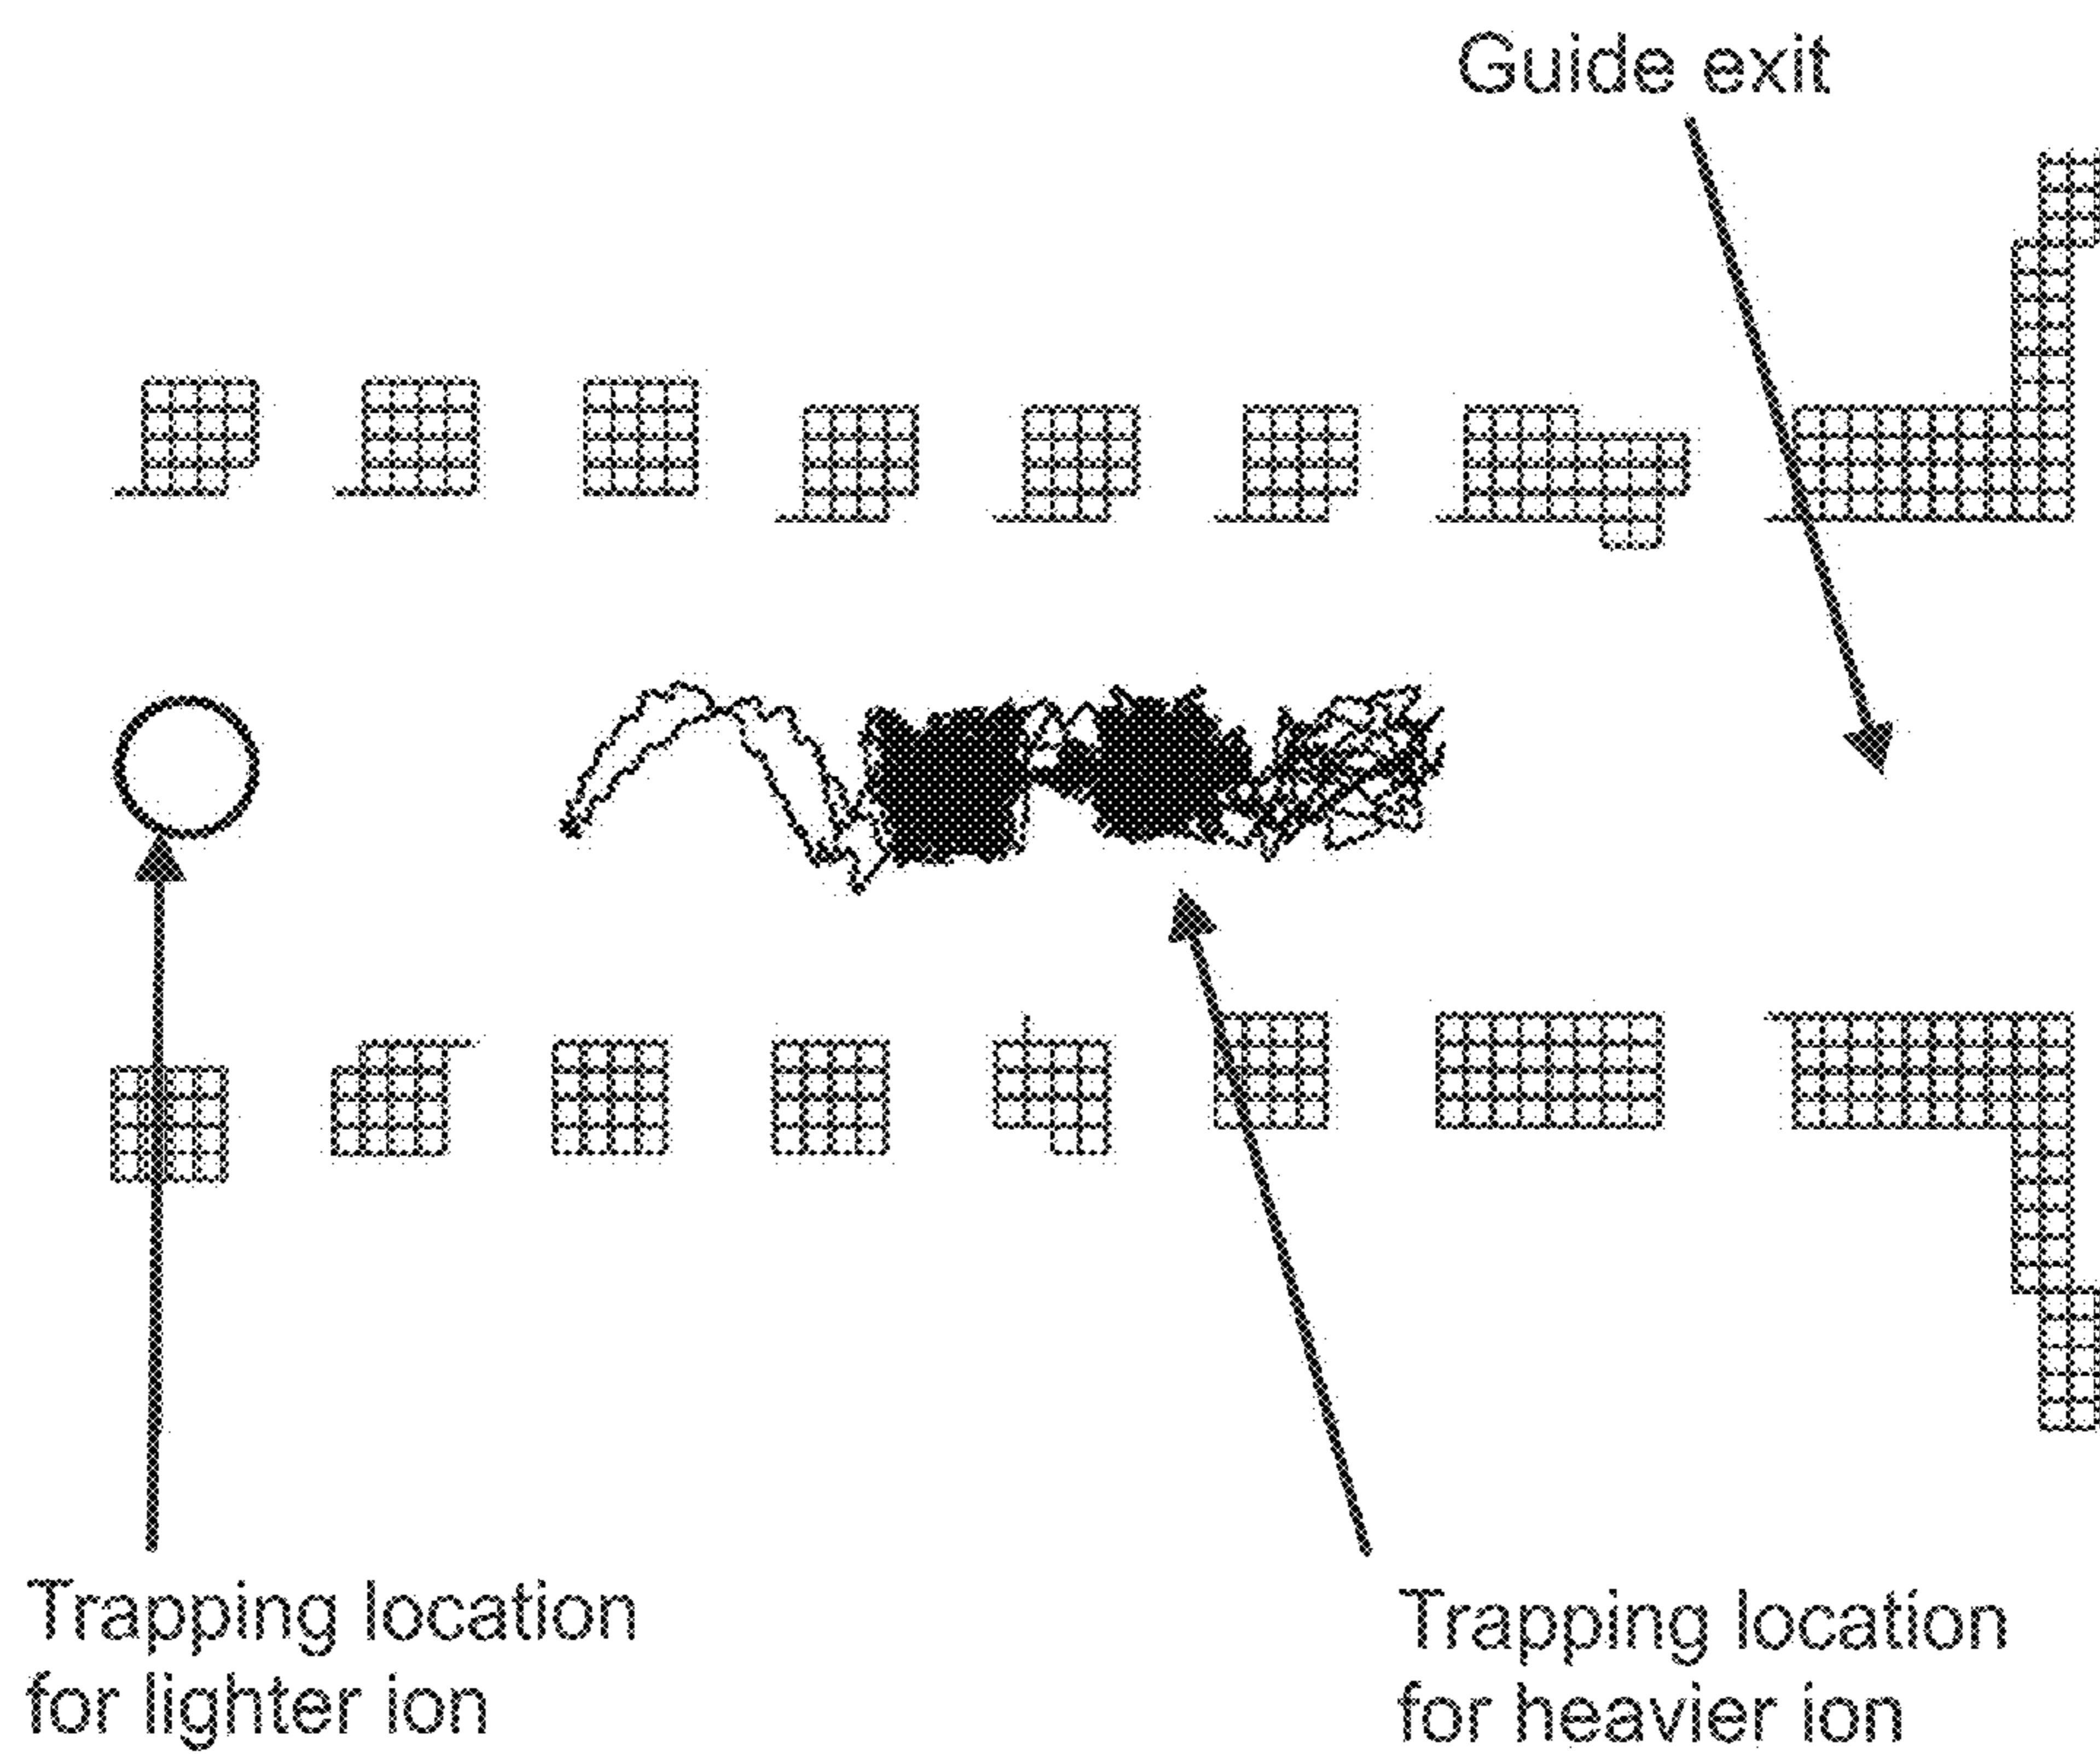 Guide exit
Trapping location
for lighter ion
Trapping location
for heavier ion